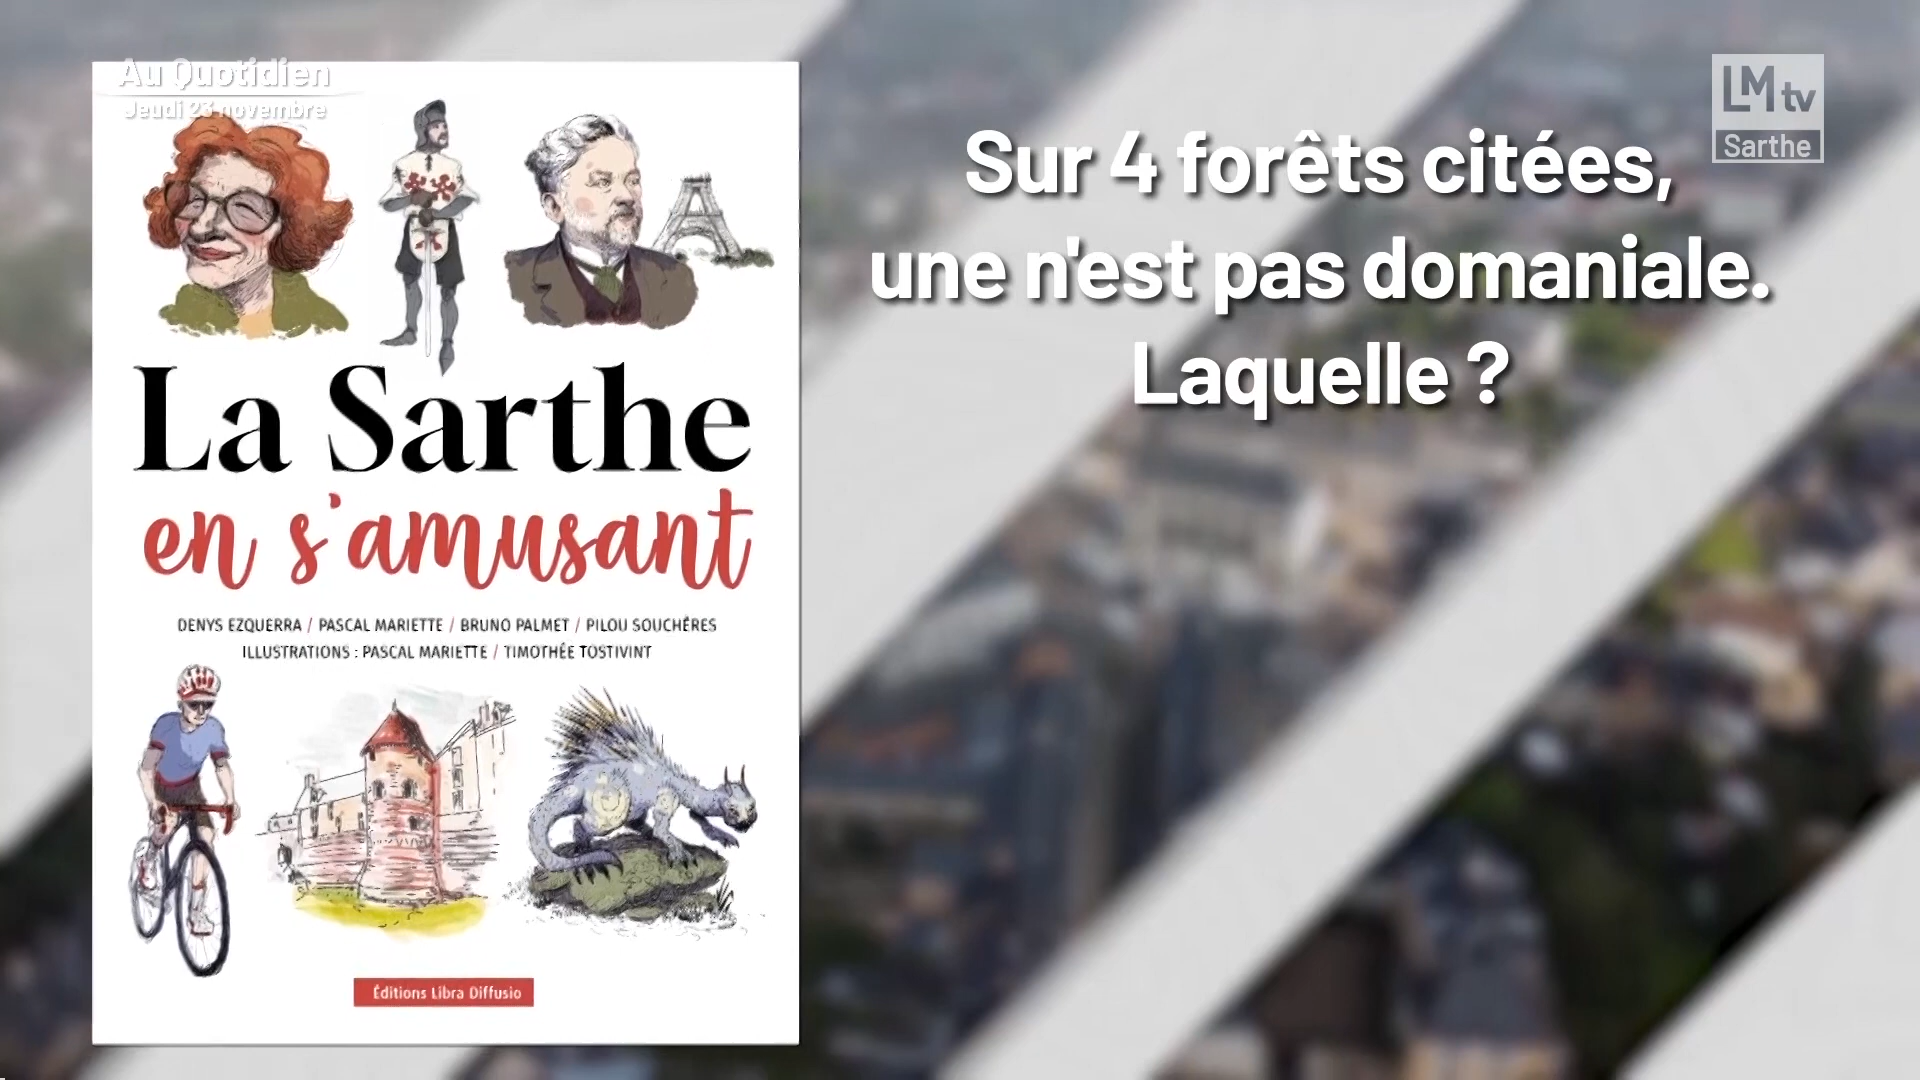 Au Quotidien
Jeudi 23 novembre
LM tv
Sarthe
Sur 4 forêts citées,
une n'est pas domaniale.
Laquelle ?
La Sarthe
en s'amusant
DENYS EZQUERRA / PASCAL MARIETTE / BRUNO PALMET / PILOU SOUCHÈRES
ILLUSTRATIONS : PASCAL MARIETTE / TIMOTHÉE TOSTIVINT
Éditions Libra Diffusio